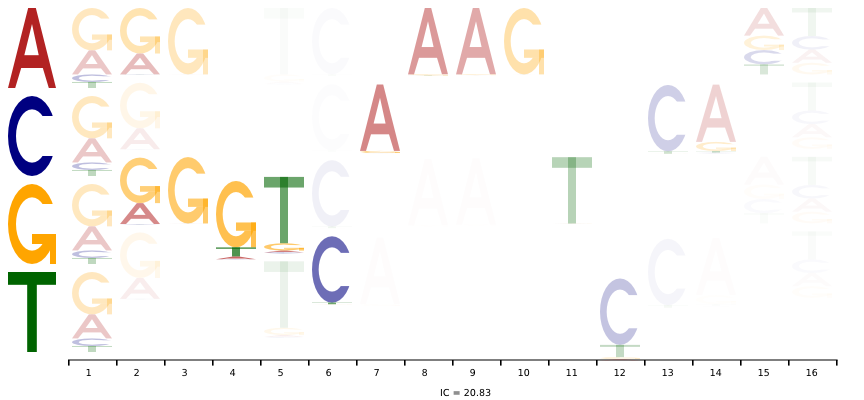 A G G G T C A A G A T
A A G C
C C A
T T G
C G G C A C A T
A A G C
C
T
G G G G G T C A A T A T
A A T G C
C
T
T G G T C A C C A
A A G T
C
T
1 2 3 4 5 6 7 8 9 10 11 12 13 14 15 16
IC = 20.83